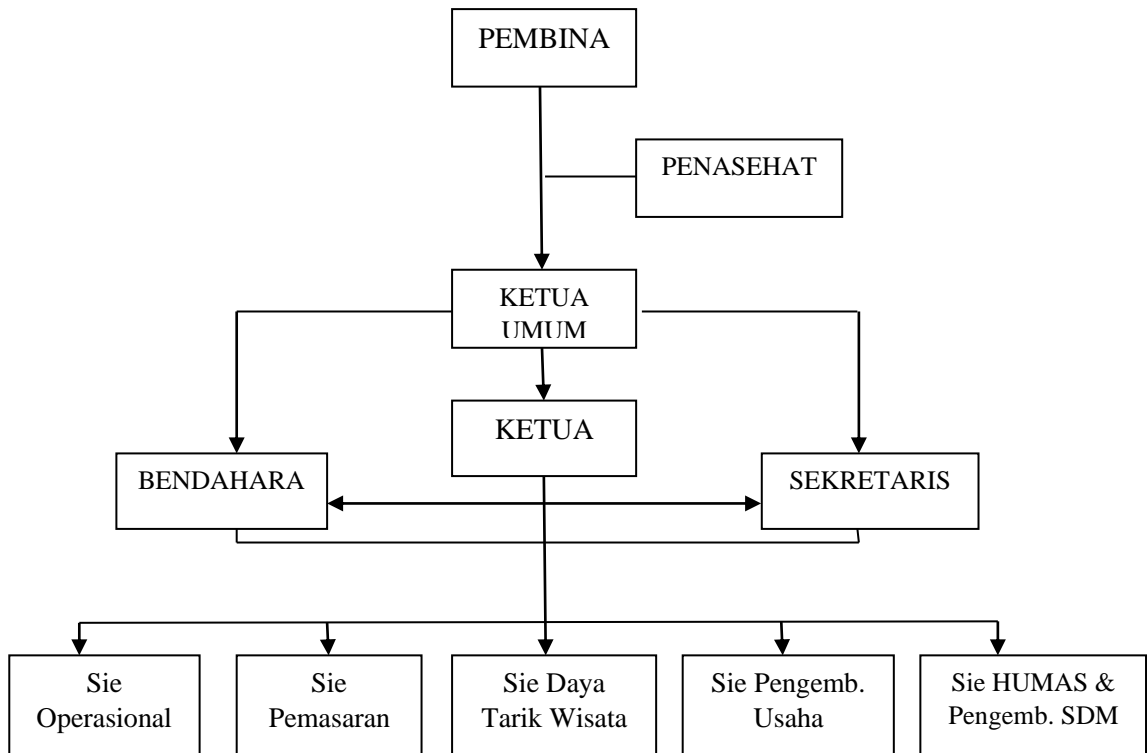 PEMBINA
PENASEHAT
KETUA
UMUM
KETUA
BENDAHARA
SEKRETARIS
Sie
Operasional
Sie
Pemasaran
Sie Daya
Tarik Wisata
Sie Pengemb.
Usaha
Sie HUMAS &
Pengemb. SDM